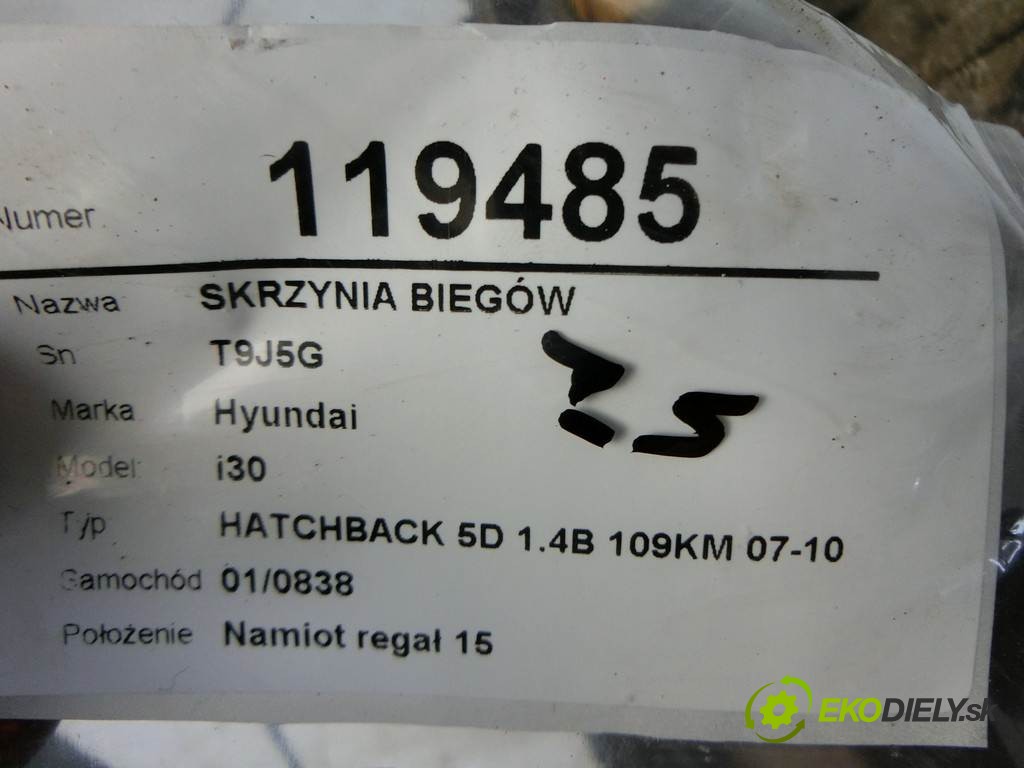 Numer 119485
Nazwa SKRZYNIA BIEGÓW
Sn T9J5G
Marka Hyundai
Model i30
Typ HATCHBACK 5D 1.4B 109KM 07-10
Samochód 01/0838
Położenie Namiot regał 15
EKODIELY.sk